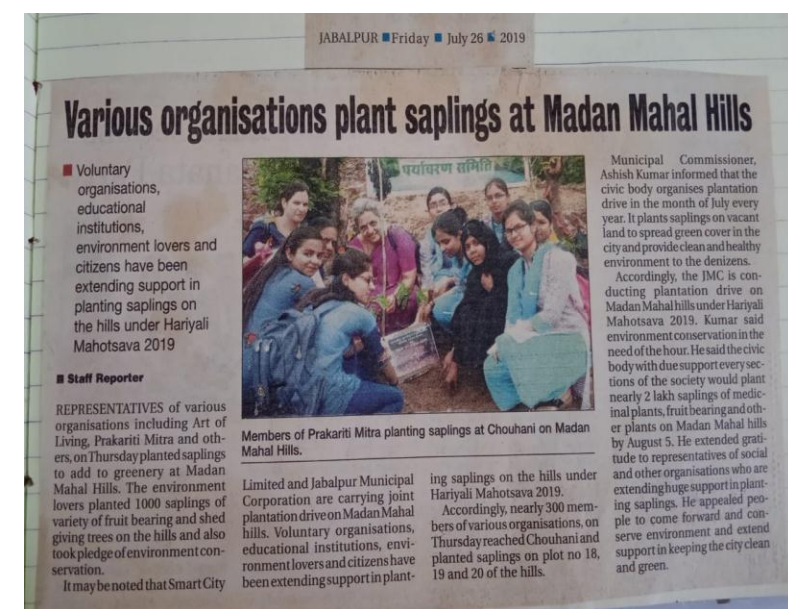 JABALPUR ■ Friday ■ July 26 ■ 2019
Various organisations plant saplings at Madan Mahal Hills
■ Voluntary
organisations,
educational
institutions,
environment lovers and
citizens have been
extending support in
planting saplings on
the hills under Hariyali
Mahotsava 2019
■ Staff Reporter
REPRESENTATIVES of various
organisations including Art of
Living, Prakariti Mitra and oth-
ers, on Thursday planted saplings
to add to greenery at Madan
Mahal Hills. The environment
lovers planted 1000 saplings of
variety of fruit bearing and shed
giving trees on the hills and also
took pledge of environment con-
servation.
It may be noted that Smart City
पर्यावरण समिति
Members of Prakariti Mitra planting saplings at Chouhani on Madan
Mahal Hills.
Limited and Jabalpur Municipal
Corporation are carrying joint
plantation drive on Madan Mahal
hills. Voluntary organisations,
educational institutions, envi-
ronment lovers and citizens have
been extending support in plant-
ing saplings on the hills under
Hariyali Mahotsava 2019.
Accordingly, nearly 300 mem-
bers of various organisations, on
Thursday reached Chouhani and
planted saplings on plot no 18,
19 and 20 of the hills.
Municipal Commissioner,
Ashish Kumar informed that the
civic body organises plantation
drive in the month of July every
year. It plants saplings on vacant
land to spread green cover in the
city and provide clean and healthy
environment to the denizens.
Accordingly, the JMC is con-
ducting plantation drive on
Madan Mahal hills under Hariyali
Mahotsava 2019. Kumar said
environment conservation in the
need of the hour. He said the civic
body with due support every sec-
tions of the society would plant
nearly 2 lakh saplings of medic-
inal plants, fruit bearing and oth-
er plants on Madan Mahal hills
by August 5. He extended grati-
tude to representatives of social
and other organisations who are
extending huge support in plant-
ing saplings. He appealed peo-
ple to come forward and con-
serve environment and extend
support in keeping the city clean
and green.